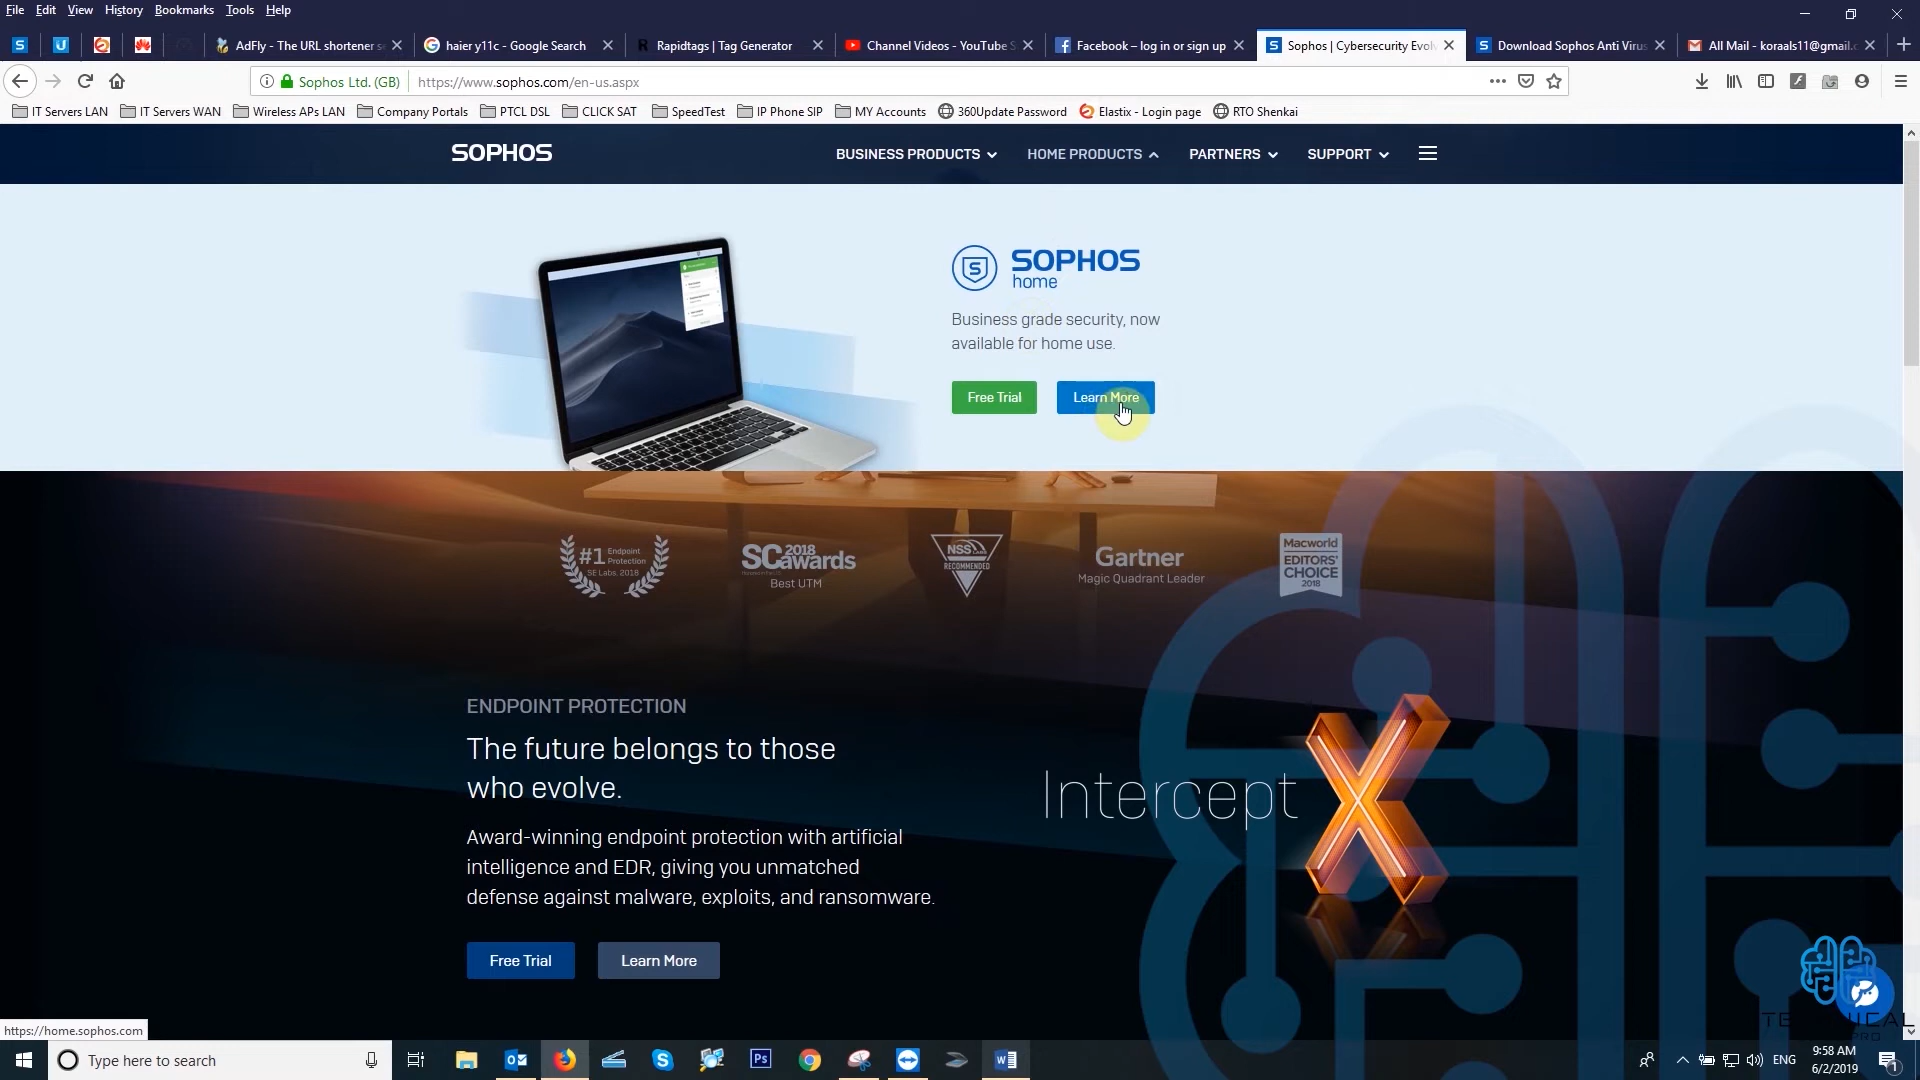 File Edit View History Bookmarks Tools Help
AdFly - The URL shortener s
haier y11c - Google Search
Rapidtags | Tag Generator
Channel Videos - YouTube S
Facebook – log in or sign up
Sophos | Cybersecurity Evolv
Download Sophos Anti Virus
All Mail - koraals11@gmail.c
Sophos Ltd. (GB) https://www.sophos.com/en-us.aspx
IT Servers LAN IT Servers WAN Wireless APs LAN Company Portals PTCL DSL CLICK SAT SpeedTest IP Phone SIP MY Accounts 360Update Password Elastix - Login page RTO Shenkai
SOPHOS BUSINESS PRODUCTS HOME PRODUCTS PARTNERS SUPPORT
SOPHOS
home
Business grade security, now
available for home use.
Free Trial Learn More
#1 Endpoint Protection
SE Labs. 2018
SC 2018 awards
Best UTM
NSS LABS
RECOMMENDED
Gartner
Magic Quadrant Leader
Macworld
EDITORS'
CHOICE
2018
ENDPOINT PROTECTION
The future belongs to those
who evolve.
Intercept X
Award-winning endpoint protection with artificial
intelligence and EDR, giving you unmatched
defense against malware, exploits, and ransomware.
Free Trial Learn More
https://home.sophos.com
Type here to search
Ps
ENG
9:58 AM
6/2/2019
1